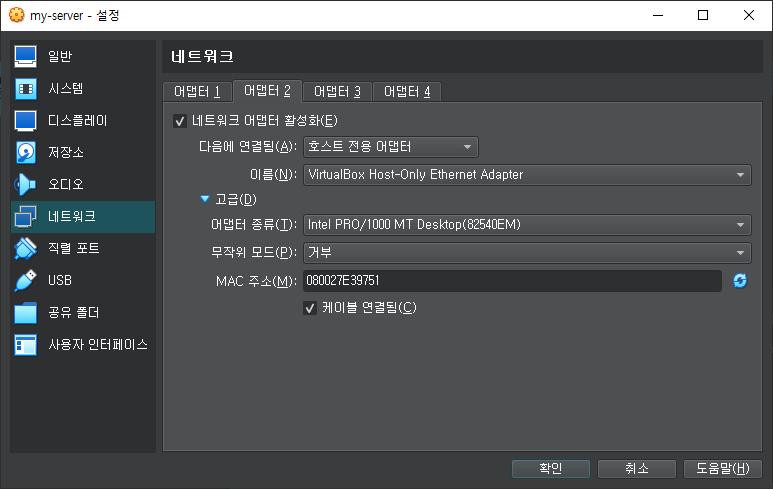 my-server - 설정
일반
시스템
디스플레이
저장소
오디오
네트워크
직렬 포트
USB
공유 폴더
사용자 인터페이스
네트워크
어댑터 1 어댑터 2 어댑터 3 어댑터 4
네트워크 어댑터 활성화(E)
다음에 연결됨(A): 호스트 전용 어댑터
이름(N): VirtualBox Host-Only Ethernet Adapter
고급(D)
어댑터 종류(T): Intel PRO/1000 MT Desktop(82540EM)
무작위 모드(P): 거부
MAC 주소(M): 080027E39751
케이블 연결됨(C)
확인 취소 도움말(H)